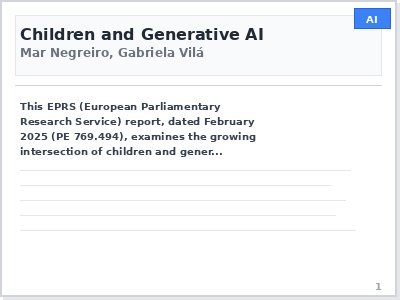 AI
Children and Generative AI
Mar Negreiro, Gabriela Vilá
This EPRS (European Parliamentary
Research Service) report, dated February
2025 (PE 769.494), examines the growing
intersection of children and gener...
1